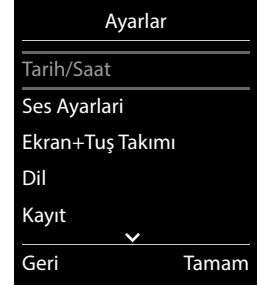 Ayarlar
Tarih/Saat
Ses Ayarlari
Ekran+Tuş Takımı
Dil
Kayıt
Geri Tamam